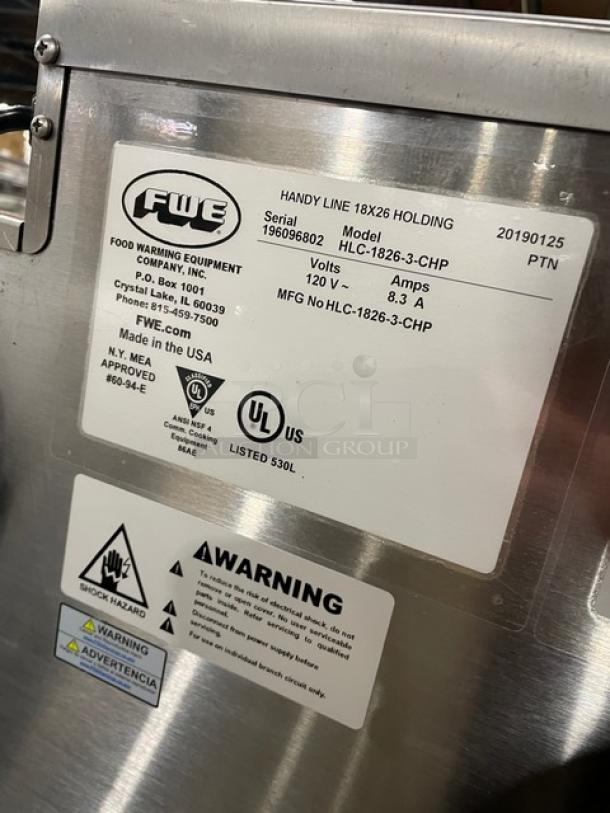 FWE
FOOD WARMING EQUIPMENT
COMPANY, INC.
P.O. Box 1001
Crystal Lake, IL 60039
Phone: 815-459-7500
FWE.com
Made in the USA
N.Y. MEA
APPROVED
#60-94-E
HANDY LINE 18X26 HOLDING
20190125
Serial Model
196096802 HLC-1826-3-CHP
PTN
Volts Amps
120 V ~ 8.3 A
MFG No HLC-1826-3-CHP
CLASSIFIED
UL
EPH US
ANSI NSF 4
Comm. Cooking
Equipment
86AE
UL US
LISTED 530L
AUCTION GROUP
SHOCK HAZARD
WARNING
To reduce the risk of electrical shock, do not
remove or open cover. No user serviceable
parts inside. Refer servicing to qualified
personnel.
Disconnect from power supply before
servicing.
For use on individual branch circuit only.
WARNING
ADVERTENCIA